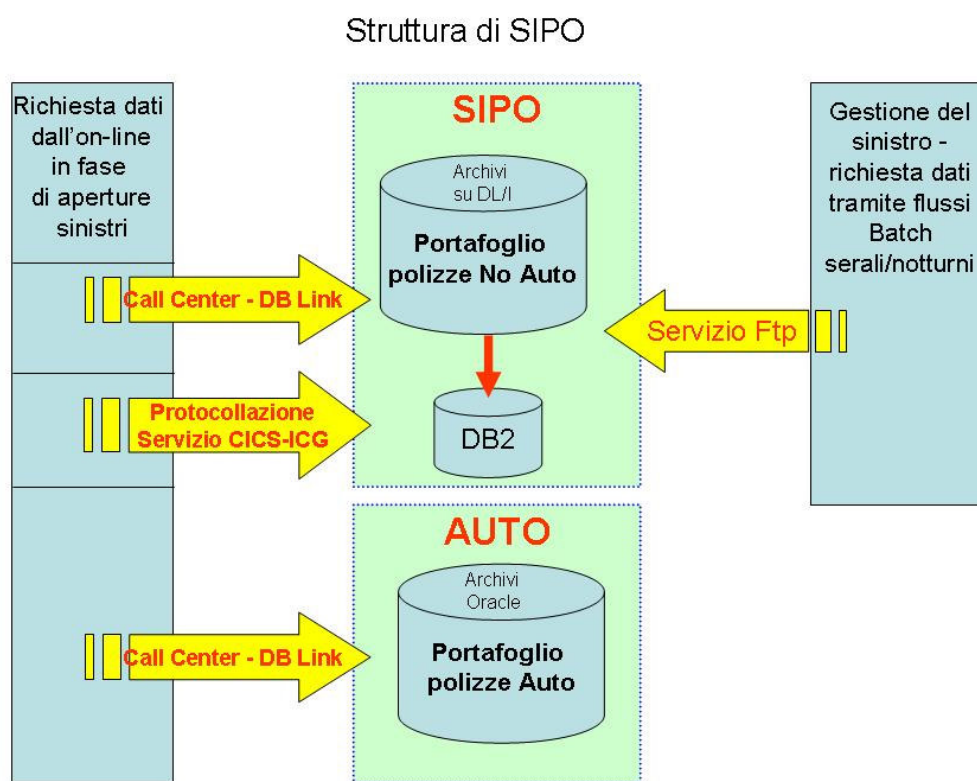 Struttura di SIPO
Richiesta dati
dall'on-line
in fase
di aperture
sinistri
Call Center - DB Link
Protocollazione
Servizio CICS-ICG
Call Center - DB Link
SIPO
Archivi
su DL/I
Portafoglio
polizze No Auto
DB2
AUTO
Archivi
Oracle
Portafoglio
polizze Auto
Servizio Ftp
Gestione del
sinistro -
richiesta dati
tramite flussi
Batch
serali/notturni